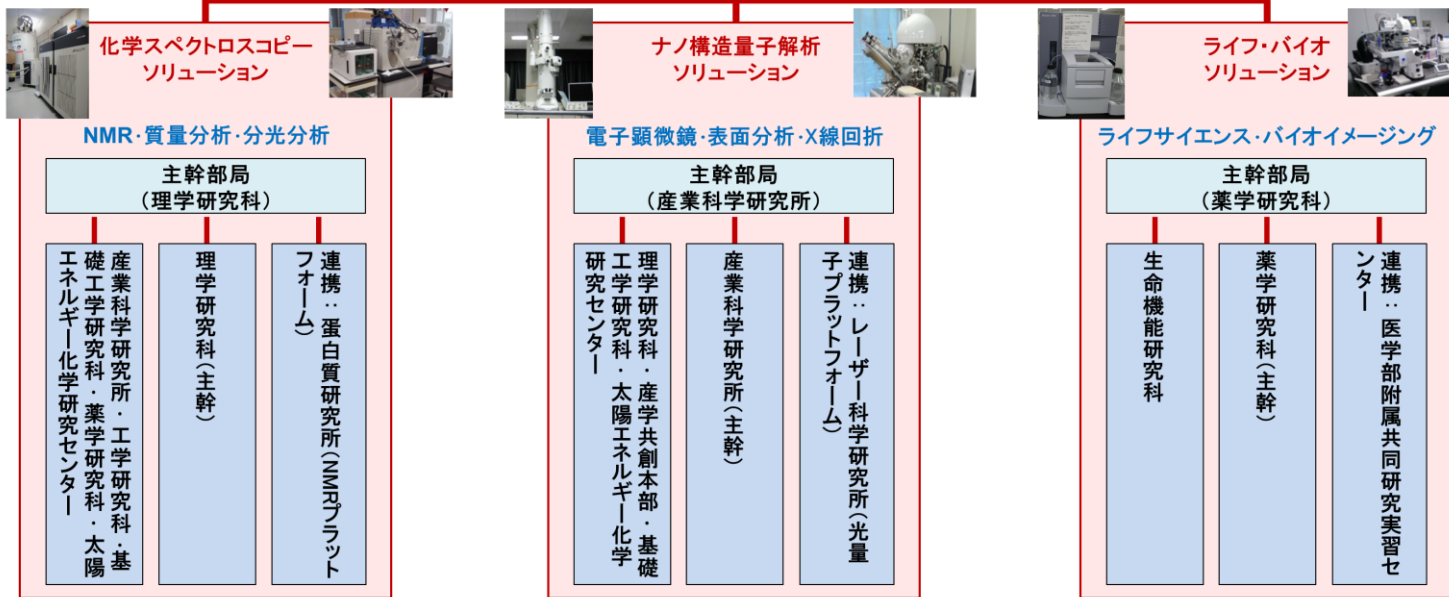 化学スペクトロスコピー
ソリューション
NMR・質量分析・分光分析
主幹部局
（理学研究科）
産業科学研究所・工学研究科・基
礎工学研究科・薬学研究科・太陽
エネルギー化学研究センター
理学研究科（主幹）
連携：蛋白質研究所（NMRプラット
フォーム）
ナノ構造量子解析
ソリューション
電子顕微鏡・表面分析・X線回折
主幹部局
（産業科学研究所）
理学研究科・産学共創本部・基礎
工学研究科・太陽エネルギー化学
研究センター
産業科学研究所（主幹）
連携：レーザー科学研究所（光量
子プラットフォーム）
ライフ・バイオ
ソリューション
ライフサイエンス・バイオイメージング
主幹部局
（薬学研究科）
生命機能研究科
薬学研究科（主幹）
連携：医学部附属共同研究実習セ
ンター